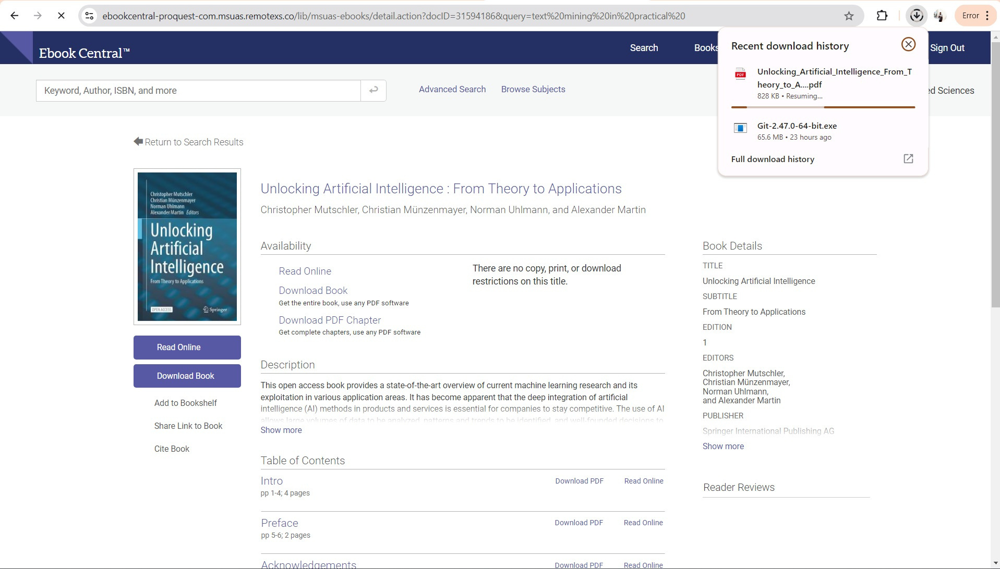 ebookcentral-proquest-com.msuas.remotexs.co/lib/msuas-ebooks/detail.action?docID=31594186&query=text%20mining%20in%20practical%20
Error
Ebook Central™
Search
Books
Sign Out
Recent download history
Unlocking_Artificial_Intelligence_From_T
heory_to_A....pdf
828 KB • Resuming...
Git-2.47.0-64-bit.exe
65.6 MB • 23 hours ago
Full download history
Keyword, Author, ISBN, and more
Advanced Search
Browse Subjects
ed Sciences
Return to Search Results
Christopher Mutschler
Christian Münzenmayer
Norman Uhlmann
Alexander Martin Editors
Unlocking
Artificial
Intelligence
From Theory to Applications
OPEN ACCESS
Springer
Read Online
Download Book
Add to Bookshelf
Share Link to Book
Cite Book
Unlocking Artificial Intelligence : From Theory to Applications
Christopher Mutschler, Christian Münzenmayer, Norman Uhlmann, and Alexander Martin
Availability
Read Online
Download Book
Get the entire book, use any PDF software
Download PDF Chapter
Get complete chapters, use any PDF software
There are no copy, print, or download
restrictions on this title.
Description
This open access book provides a state-of-the-art overview of current machine learning research and its
exploitation in various application areas. It has become apparent that the deep integration of artificial
intelligence (AI) methods in products and services is essential for companies to stay competitive. The use of AI
allows large volumes of data to be analyzed, patterns and trends to be identified, and well-founded decisions to
Show more
Table of Contents
Intro
pp 1-4; 4 pages
Download PDF
Read Online
Preface
pp 5-6; 2 pages
Download PDF
Read Online
Acknowledgements
Download PDF
Read Online
Book Details
TITLE
Unlocking Artificial Intelligence
SUBTITLE
From Theory to Applications
EDITION
1
EDITORS
Christopher Mutschler,
Christian Münzenmayer,
Norman Uhlmann,
and Alexander Martin
PUBLISHER
Springer International Publishing AG
Show more
Reader Reviews